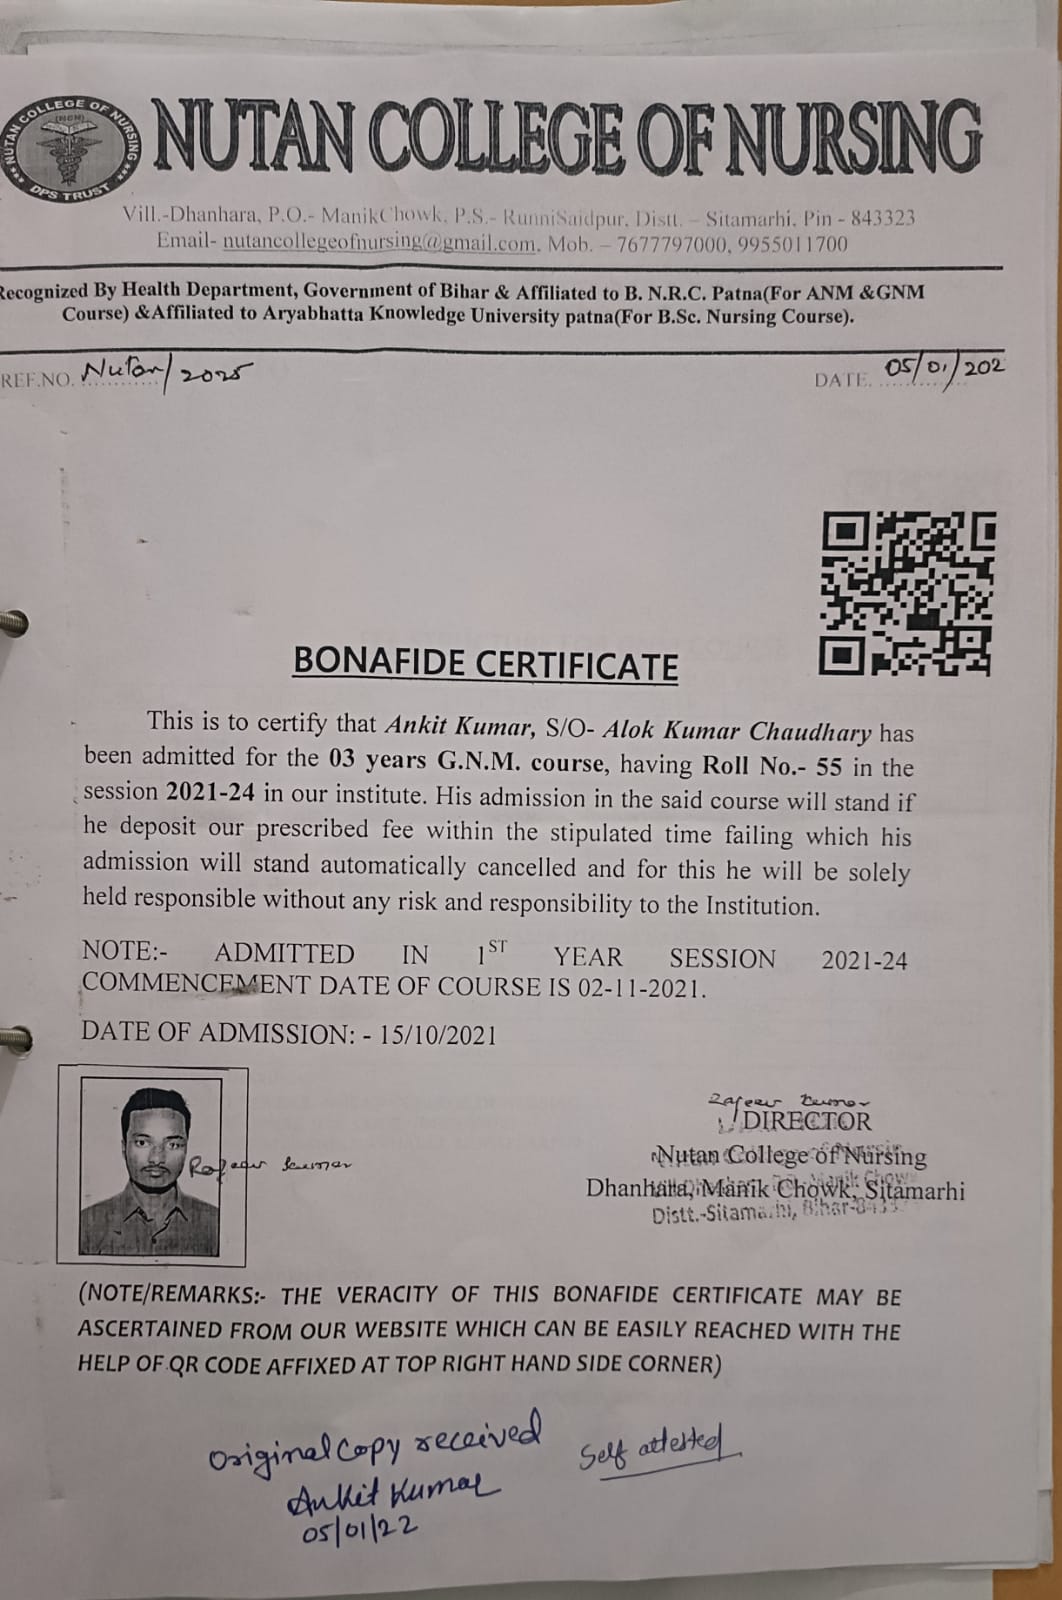 NUTAN COLLEGE OF NURSING
(NCN)
DPS TRUST
NUTAN COLLEGE OF NURSING
Vill.-Dhanhara, P.O.- ManikChowk, P.S.- RunniSaidpur, Distt. – Sitamarhi, Pin - 843323
Email- nutancollegeofnursing@gmail.com, Mob. – 7677797000, 9955011700
Recognized By Health Department, Government of Bihar & Affiliated to B. N.R.C. Patna(For ANM &GNM
Course) &Affiliated to Aryabhatta Knowledge University patna(For B.Sc. Nursing Course).
REF.NO. Nutan/2025
DATE. 05/01/202
BONAFIDE CERTIFICATE
This is to certify that Ankit Kumar, S/O- Alok Kumar Chaudhary has
been admitted for the 03 years G.N.M. course, having Roll No.- 55 in the
session 2021-24 in our institute. His admission in the said course will stand if
he deposit our prescribed fee within the stipulated time failing which his
admission will stand automatically cancelled and for this he will be solely
held responsible without any risk and responsibility to the Institution.
NOTE:- ADMITTED IN 1ST YEAR SESSION 2021-24
COMMENCEMENT DATE OF COURSE IS 02-11-2021.
DATE OF ADMISSION: - 15/10/2021
Rajeev Kumar
Rajeev Kumar
DIRECTOR
Nutan College of Nursing
Dhanhara, Manik Chowk, Sitamarhi
Distt.-Sitamarhi, Bihar-
(NOTE/REMARKS:- THE VERACITY OF THIS BONAFIDE CERTIFICATE MAY BE
ASCERTAINED FROM OUR WEBSITE WHICH CAN BE EASILY REACHED WITH THE
HELP OF QR CODE AFFIXED AT TOP RIGHT HAND SIDE CORNER)
Original Copy received
Self attested
Ankit Kumar
05/01/22